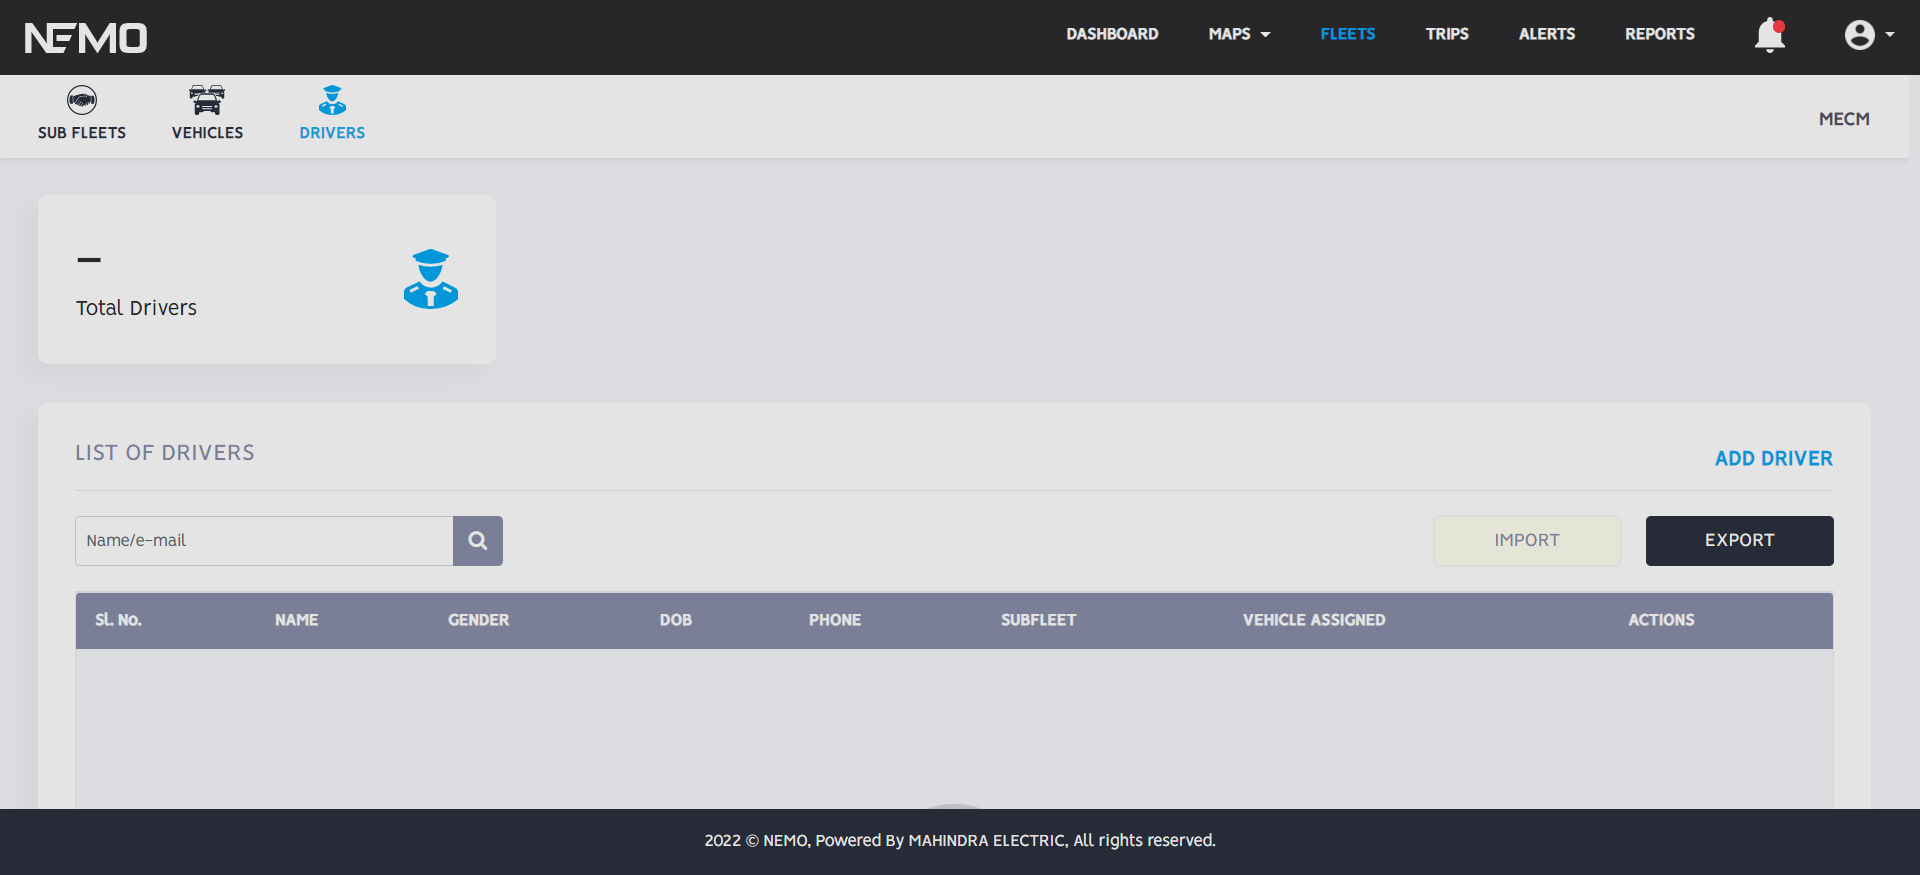 NEMO
DASHBOARD MAPS FLEETS TRIPS ALERTS REPORTS
SUB FLEETS VEHICLES DRIVERS
MECM
–
Total Drivers
LIST OF DRIVERS
ADD DRIVER
Name/e-mail
IMPORT EXPORT
Sl. No. NAME GENDER DOB PHONE SUBFLEET VEHICLE ASSIGNED ACTIONS
2022 © NEMO, Powered By MAHINDRA ELECTRIC, All rights reserved.